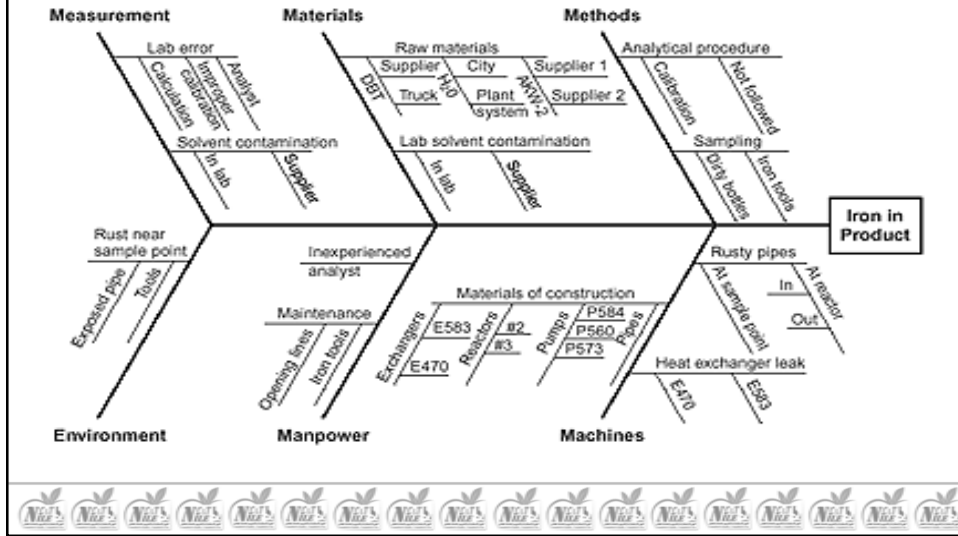 Measurement
Materials
Methods
Lab error
Calculation
Improper
calibration
Analyst
Solvent contamination
In lab
Supplier
Raw materials
DBT
Supplier
Truck
H20
City
Plant
system
AKW-2
Supplier 1
Supplier 2
Lab solvent contamination
In lab
Supplier
Analytical procedure
Calibration
Not followed
Sampling
Dirty bottles
Iron tools
Iron in
Product
Rust near
sample point
Exposed pipe
Tools
Inexperienced
analyst
Maintenance
Opening lines
Iron tools
Materials of construction
Exchangers
E583
E470
Reactors
#2
#3
Pumps
P584
P560
P573
Pipes
Rusty pipes
At sample point
At reactor
In
Out
Heat exchanger leak
E470
E583
Environment
Manpower
Machines